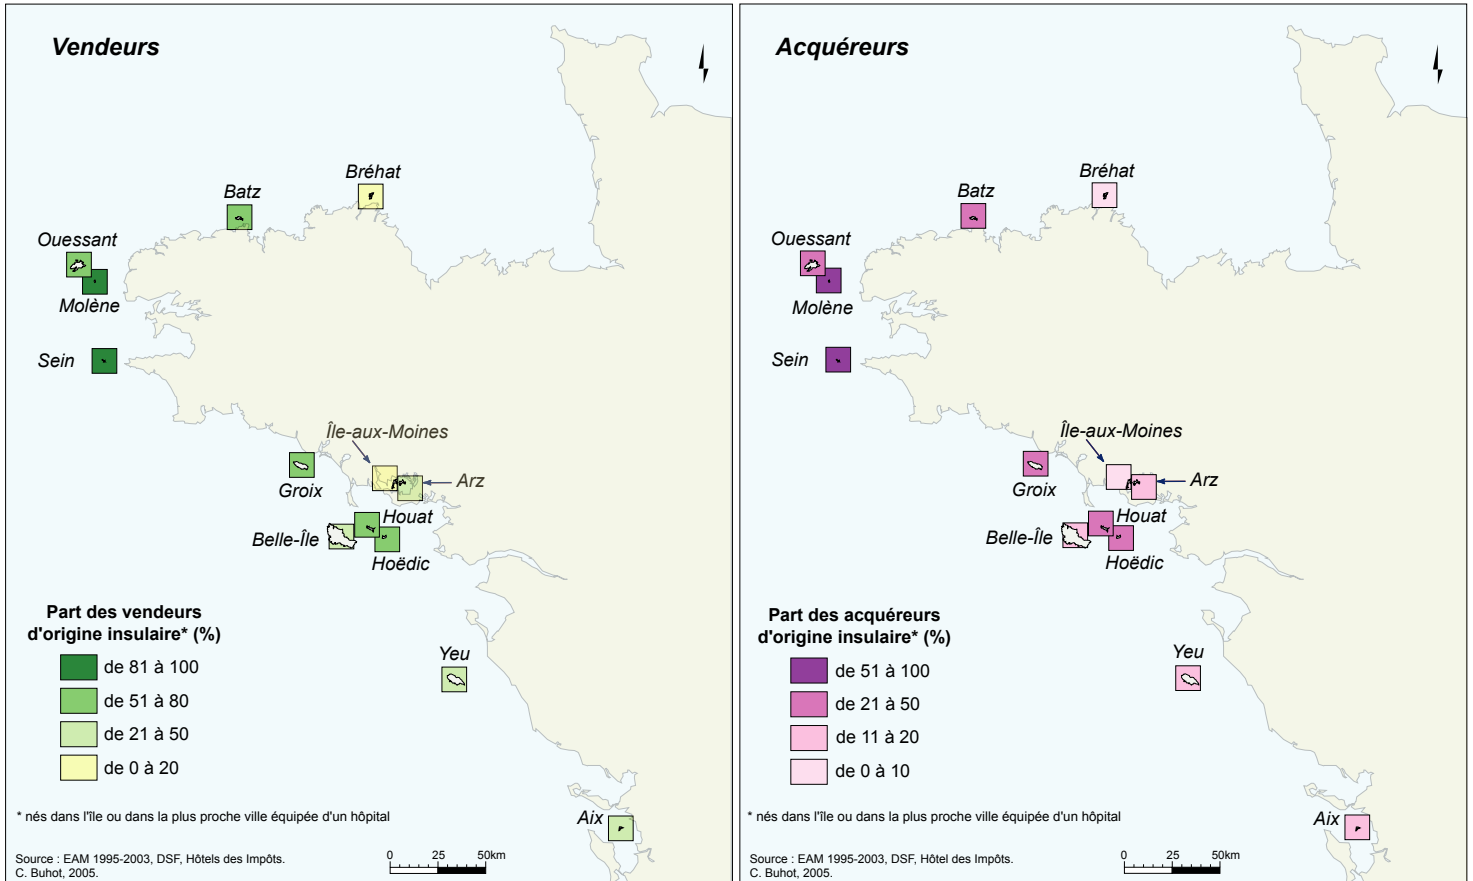 Vendeurs
Bréhat
Batz
Ouessant
Molène
Sein
Île-aux-Moines
Arz
Groix
Houat
Belle-Île
Hoëdic
Part des vendeurs
d'origine insulaire* (%)
de 81 à 100
de 51 à 80
de 21 à 50
de 0 à 20
Yeu
Aix
* nés dans l'île ou dans la plus proche ville équipée d'un hôpital
Source : EAM 1995-2003, DSF, Hôtels des Impôts.
C. Buhot, 2005.
0 25 50km
Acquéreurs
Bréhat
Batz
Ouessant
Molène
Sein
Île-aux-Moines
Arz
Groix
Houat
Belle-Île
Hoëdic
Part des acquéreurs
d'origine insulaire* (%)
de 51 à 100
de 21 à 50
de 11 à 20
de 0 à 10
Yeu
Aix
* nés dans l'île ou dans la plus proche ville équipée d'un hôpital
Source : EAM 1995-2003, DSF, Hôtel des Impôts.
C. Buhot, 2005.
0 25 50km